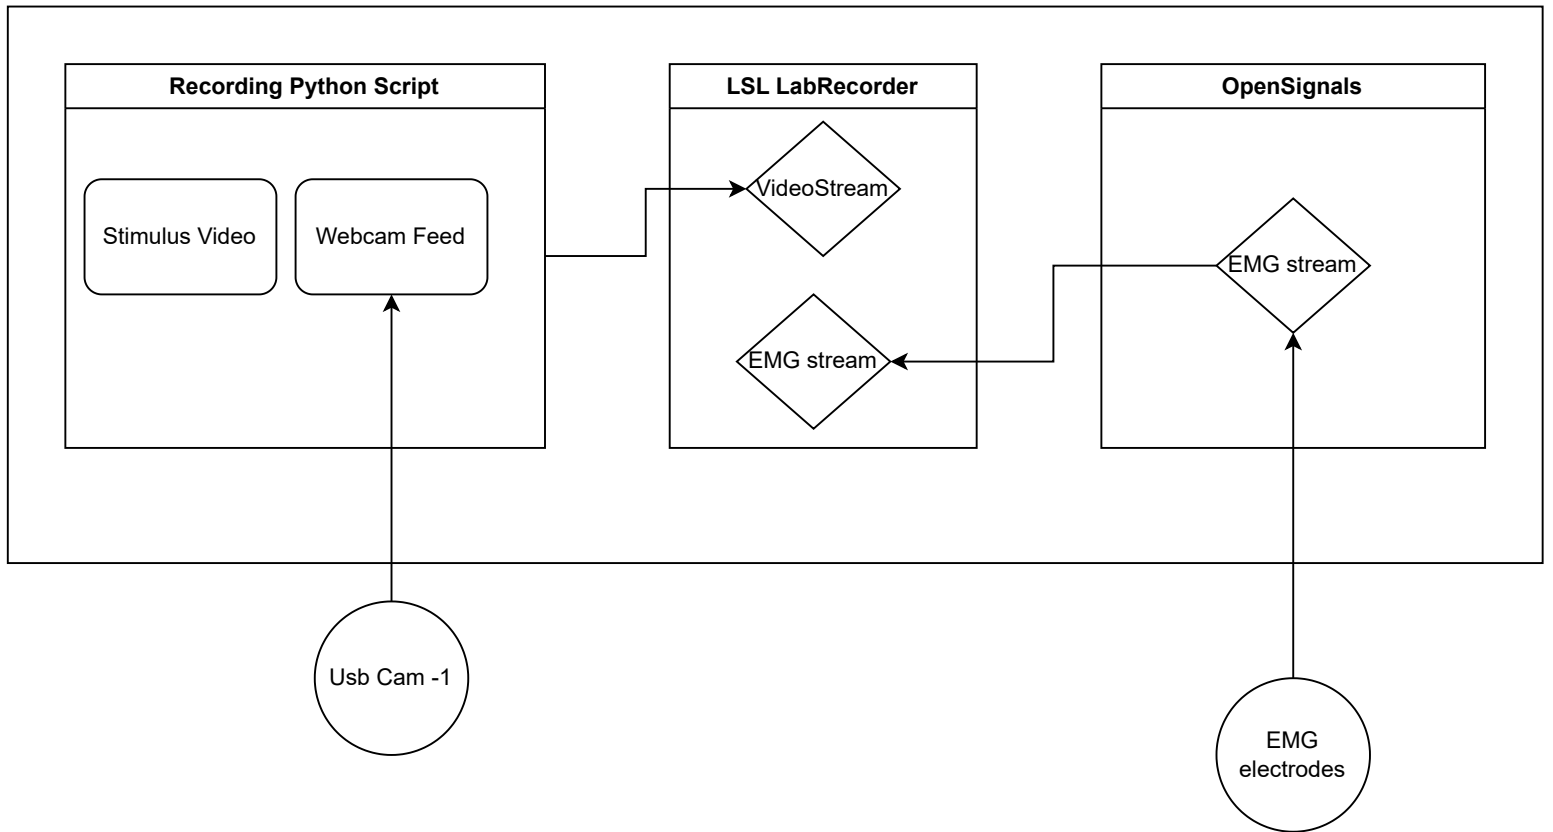 Recording Python Script
LSL LabRecorder
OpenSignals
VideoStream
Stimulus Video
Webcam Feed
EMG stream
EMG stream
Usb Cam -1
EMG
electrodes